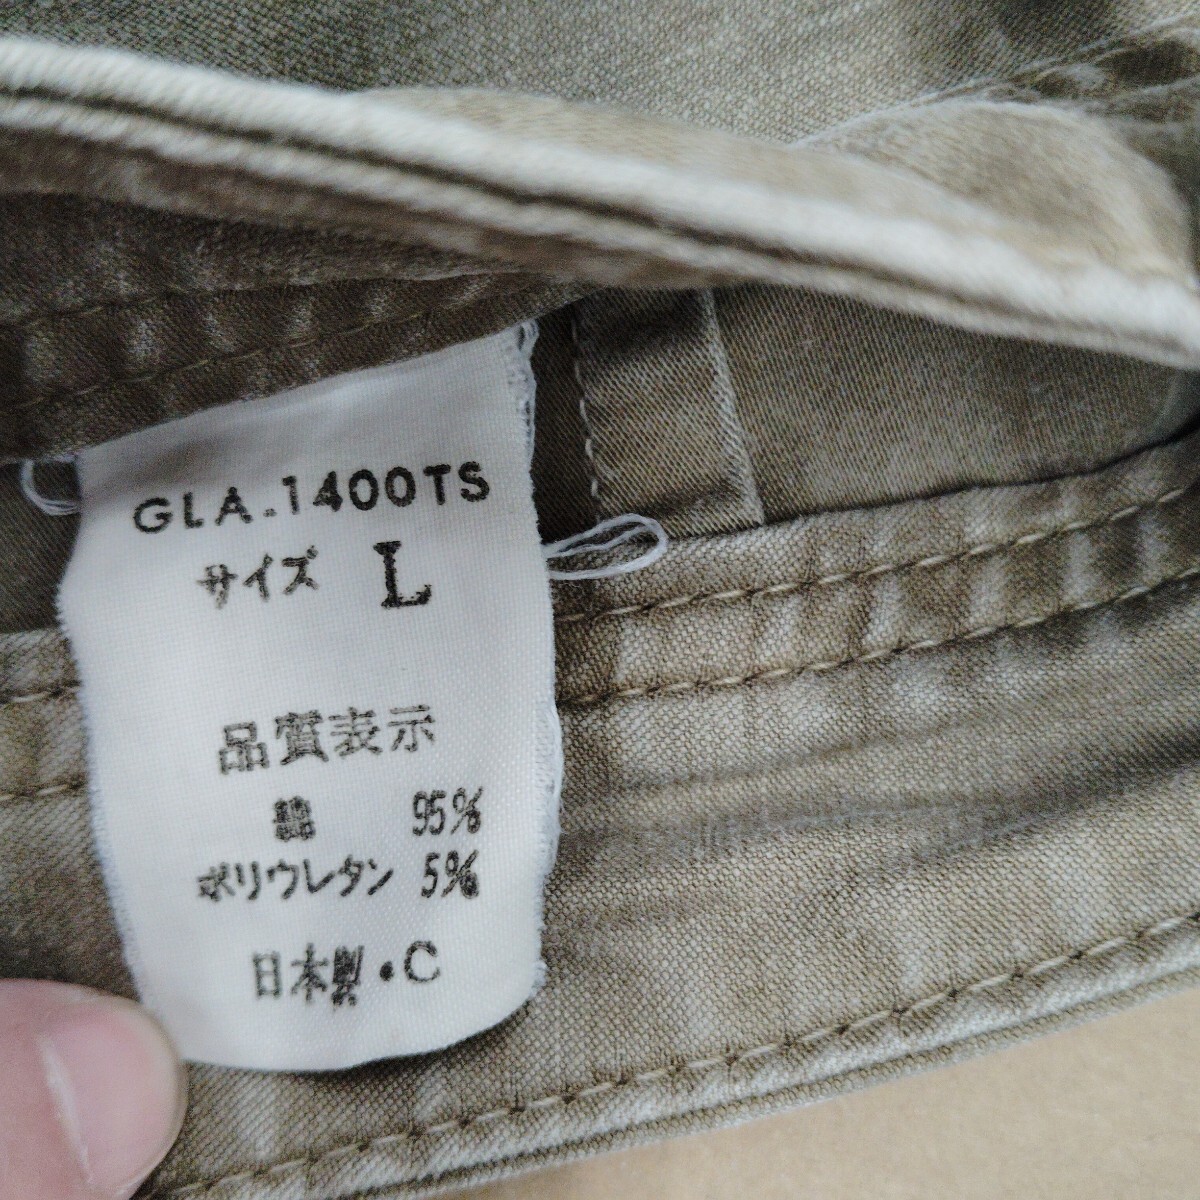 GLA.1400TS
サイズ L
品質表示
綿 95%
ポリウレタン 5%
日本製・C